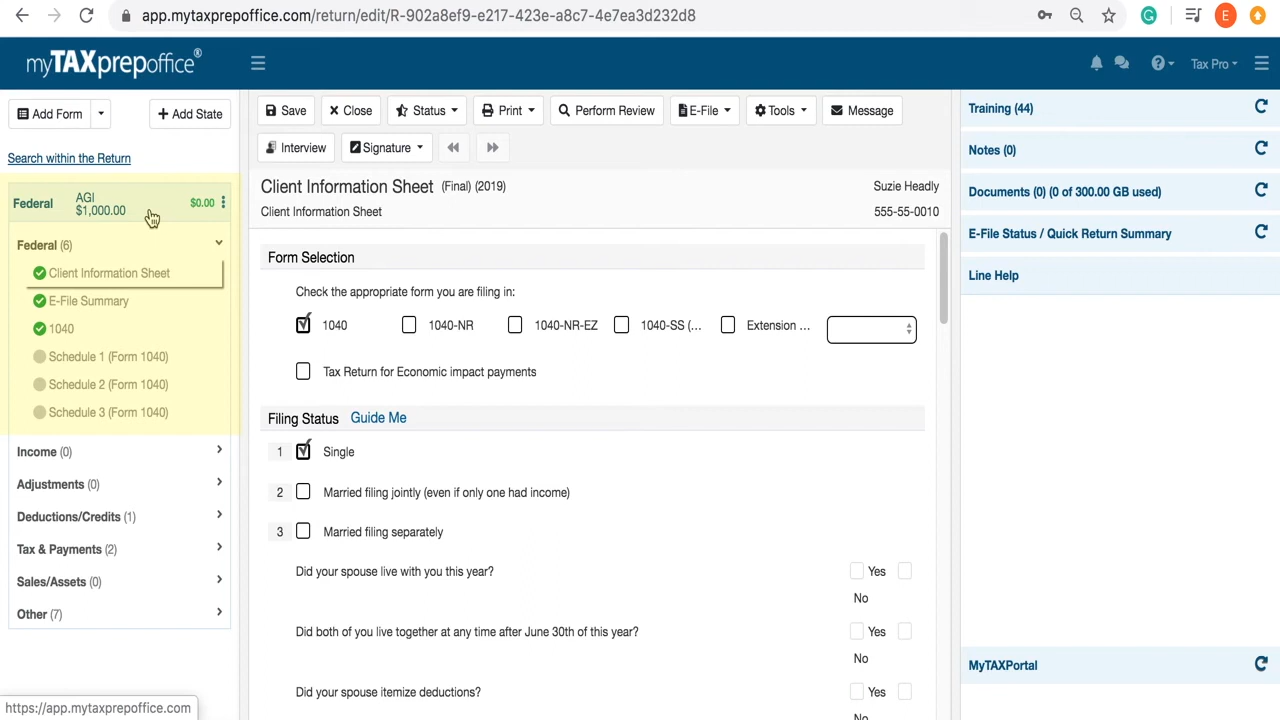 app.mytaxprepoffice.com/return/edit/R-902a8ef9-e217-423e-a8c7-4e7ea3d232d8
G
E
myTAXprepoffice®
Tax Pro
Add Form
+ Add State
Search within the Return
Federal AGI $1,000.00 $0.00
Federal (6)
Client Information Sheet
E-File Summary
1040
Schedule 1 (Form 1040)
Schedule 2 (Form 1040)
Schedule 3 (Form 1040)
Income (0)
Adjustments (0)
Deductions/Credits (1)
Tax & Payments (2)
Sales/Assets (0)
Other (7)
https://app.mytaxprepoffice.com
Save Close Status Print Perform Review E-File Tools Message
Interview Signature
Client Information Sheet (Final) (2019) Suzie Headly
Client Information Sheet 555-55-0010
Form Selection
Check the appropriate form you are filing in:
1040 1040-NR 1040-NR-EZ 1040-SS (... Extension ...
Tax Return for Economic impact payments
Filing Status Guide Me
1 Single
2 Married filing jointly (even if only one had income)
3 Married filing separately
Did your spouse live with you this year? Yes
No
Did both of you live together at any time after June 30th of this year? Yes
No
Did your spouse itemize deductions? Yes
No
Training (44)
Notes (0)
Documents (0) (0 of 300.00 GB used)
E-File Status / Quick Return Summary
Line Help
MyTAXPortal